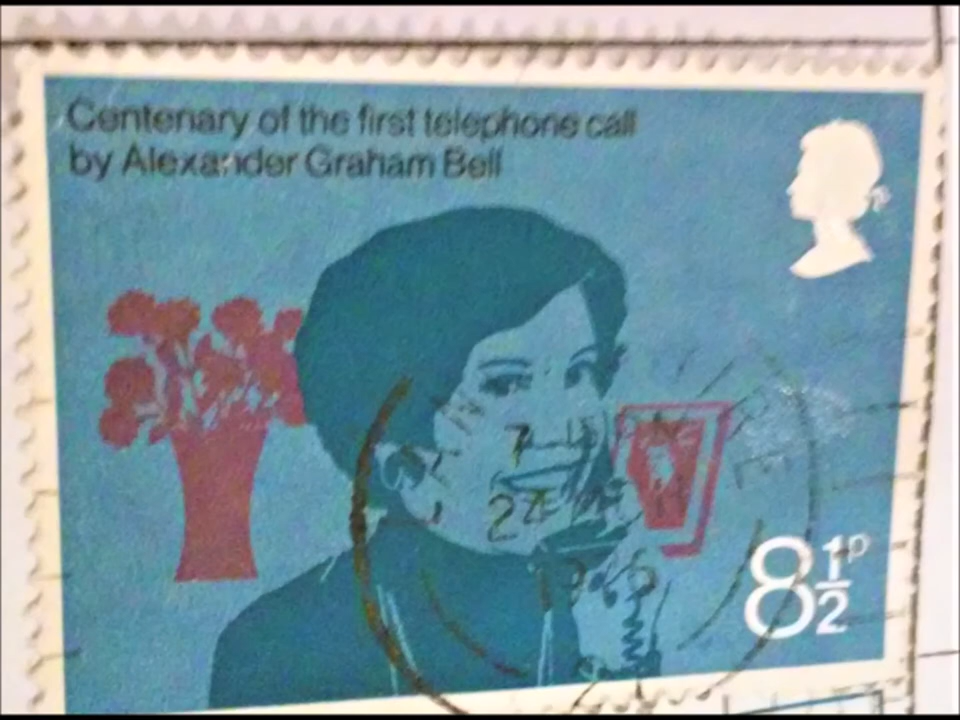 Centenary of the first telephone call
by Alexander Graham Bell
8½p